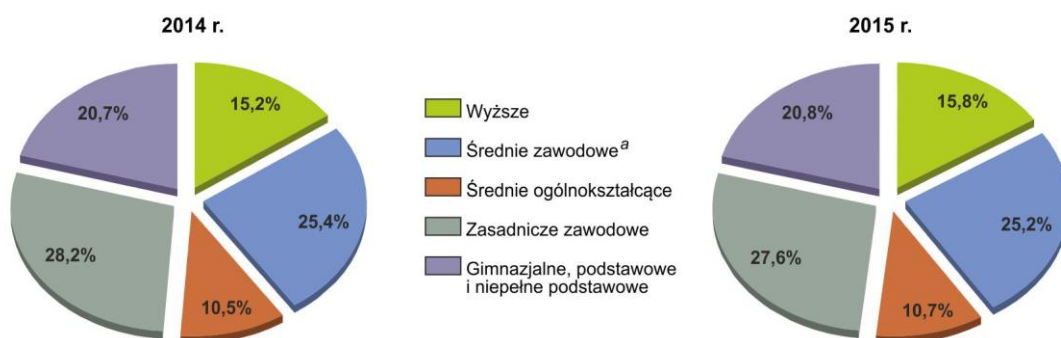 2014 r.
20,7%
15,2%
25,4%
28,2%
10,5%
Wyższe
Średnie zawodowe a
Średnie ogólnokształcące
Zasadnicze zawodowe
Gimnazjalne, podstawowe
i niepełne podstawowe
2015 r.
20,8%
15,8%
25,2%
27,6%
10,7%